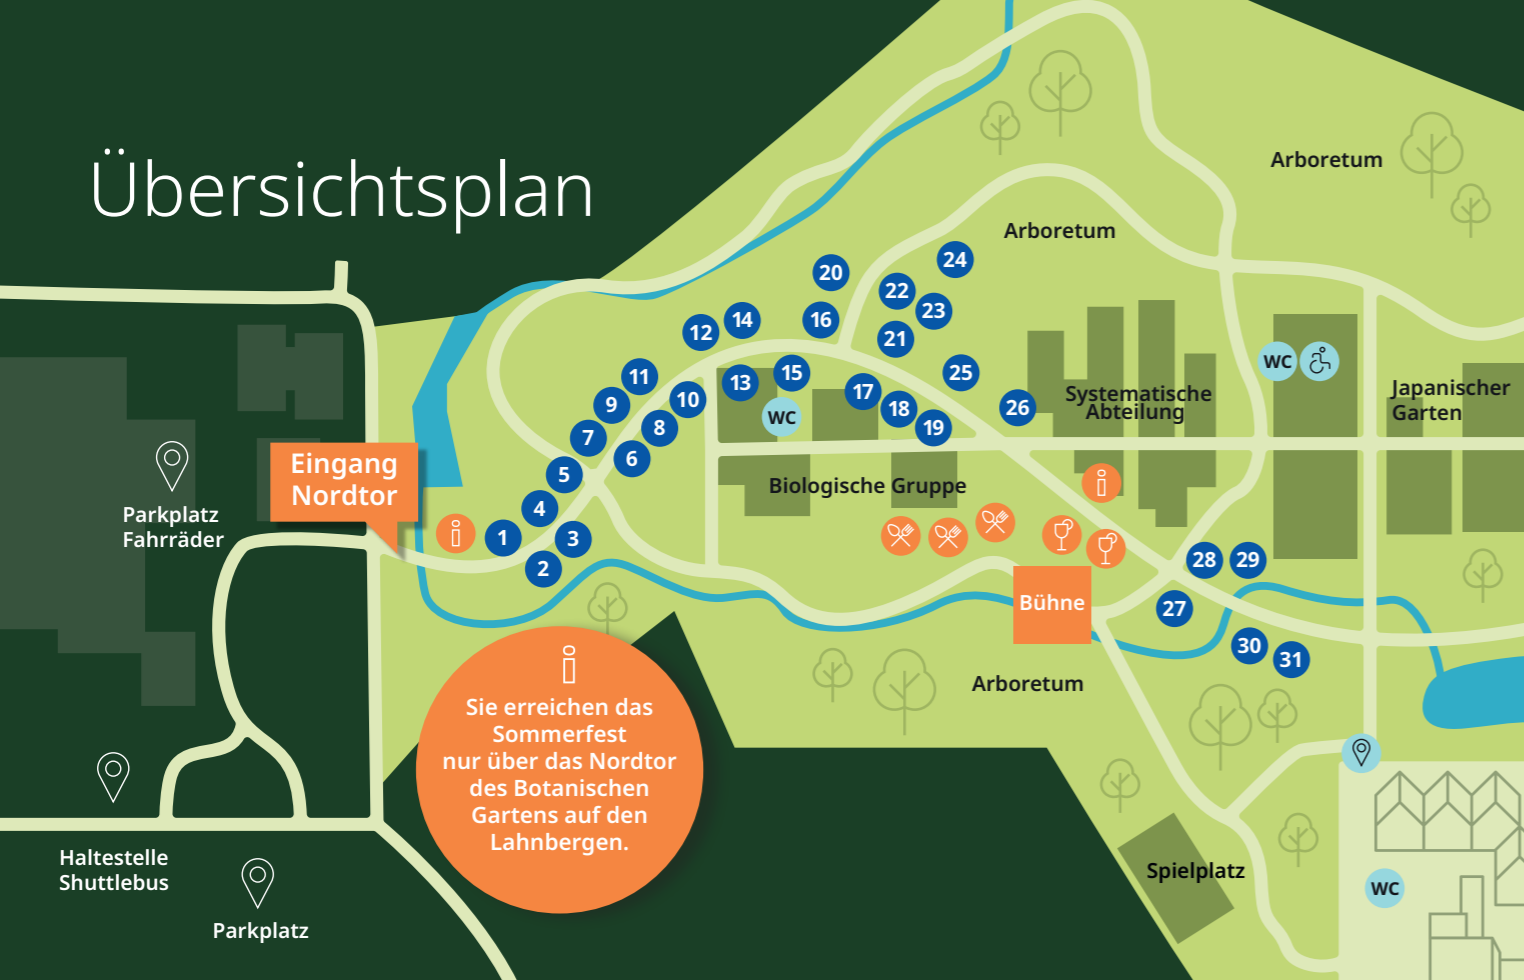 Übersichtsplan
Arboretum
Arboretum
24
20
22
23
16
14
12
21
WC
15
25
11
13
Systematische
Abteilung
Japanischer
Garten
17
10
9
18
26
WC
19
8
7
6
Eingang
Nordtor
5
Biologische Gruppe
4
Parkplatz
Fahrräder
1
3
2
28
29
Bühne
27
30
31
Arboretum
Sie erreichen das
Sommerfest
nur über das Nordtor
des Botanischen
Gartens auf den
Lahnbergen.
Haltestelle
Shuttlebus
Spielplatz
WC
Parkplatz